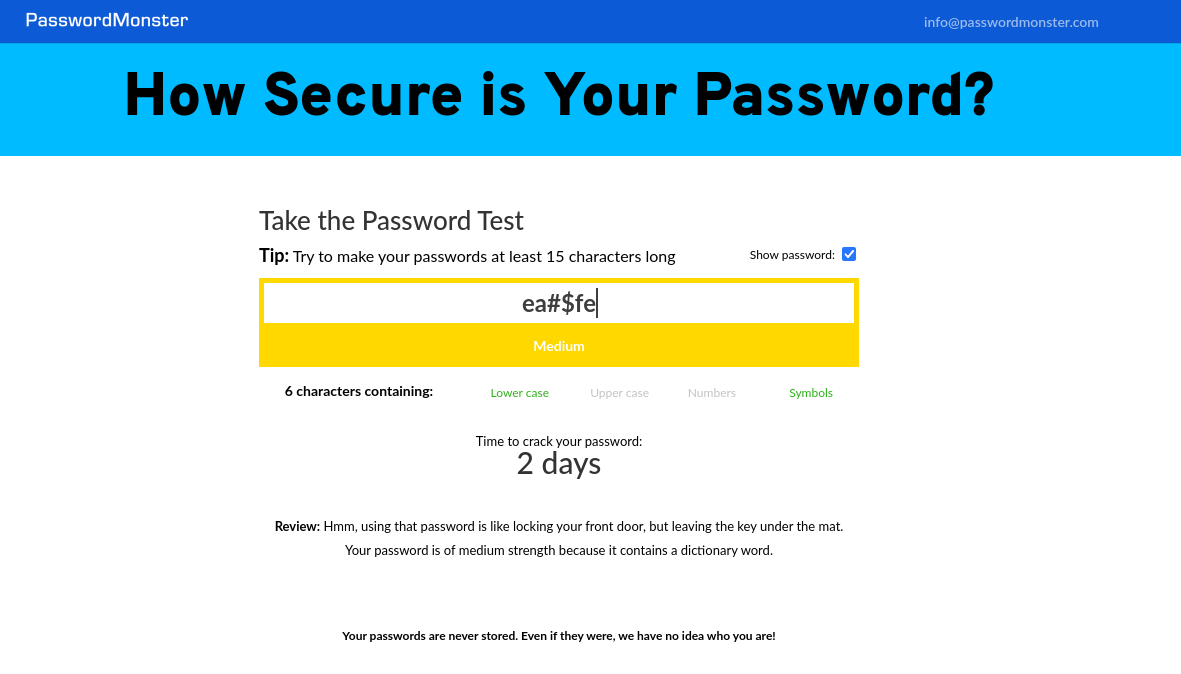 PasswordMonster
info@passwordmonster.com
How Secure is Your Password?
Take the Password Test
Tip: Try to make your passwords at least 15 characters long
Show password:
ea#$fe
Medium
6 characters containing:
Lower case
Upper case
Numbers
Symbols
Time to crack your password:
2 days
Review: Hmm, using that password is like locking your front door, but leaving the key under the mat.
Your password is of medium strength because it contains a dictionary word.
Your passwords are never stored. Even if they were, we have no idea who you are!